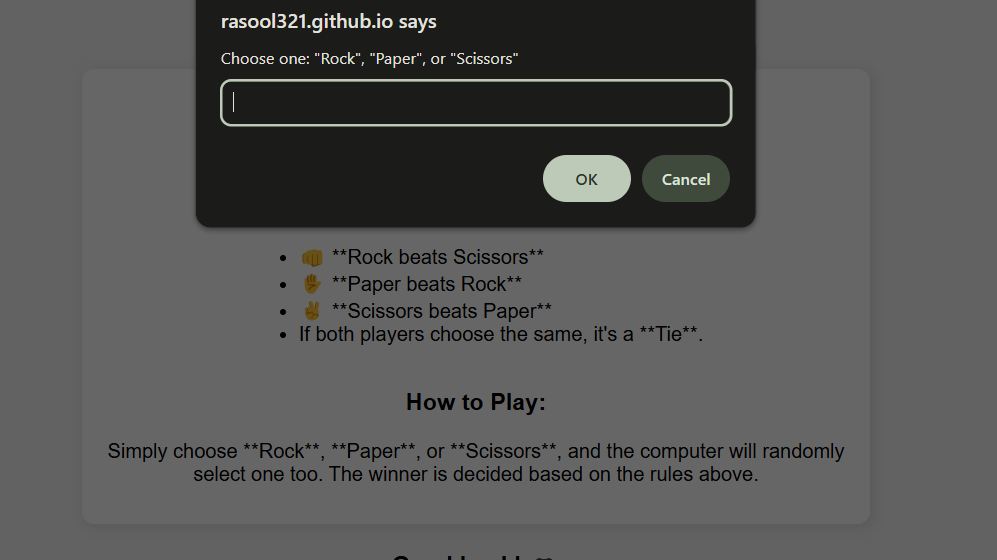 rasool321.github.io says
Choose one: "Rock", "Paper", or "Scissors"
OK
Cancel
**Rock beats Scissors**
**Paper beats Rock**
**Scissors beats Paper**
If both players choose the same, it's a **Tie**.
How to Play:
Simply choose **Rock**, **Paper**, or **Scissors**, and the computer will randomly
select one too. The winner is decided based on the rules above.